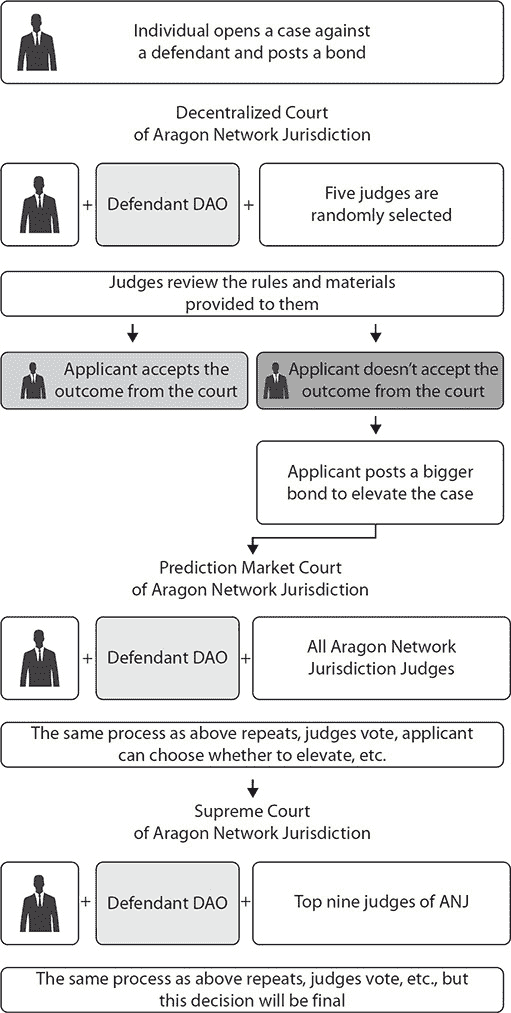 Individual opens a case against
a defendant and posts a bond
Decentralized Court
of Aragon Network Jurisdiction
+ Defendant DAO + Five judges are
randomly selected
Judges review the rules and materials
provided to them
Applicant accepts the
outcome from the court
Applicant doesn't accept the
outcome from the court
Applicant posts a bigger
bond to elevate the case
Prediction Market Court
of Aragon Network Jurisdiction
+ Defendant DAO + All Aragon Network
Jurisdiction Judges
The same process as above repeats, judges vote, applicant
can choose whether to elevate, etc.
Supreme Court
of Aragon Network Jurisdiction
+ Defendant DAO + Top nine judges of ANJ
The same process as above repeats, judges vote, etc., but
this decision will be final